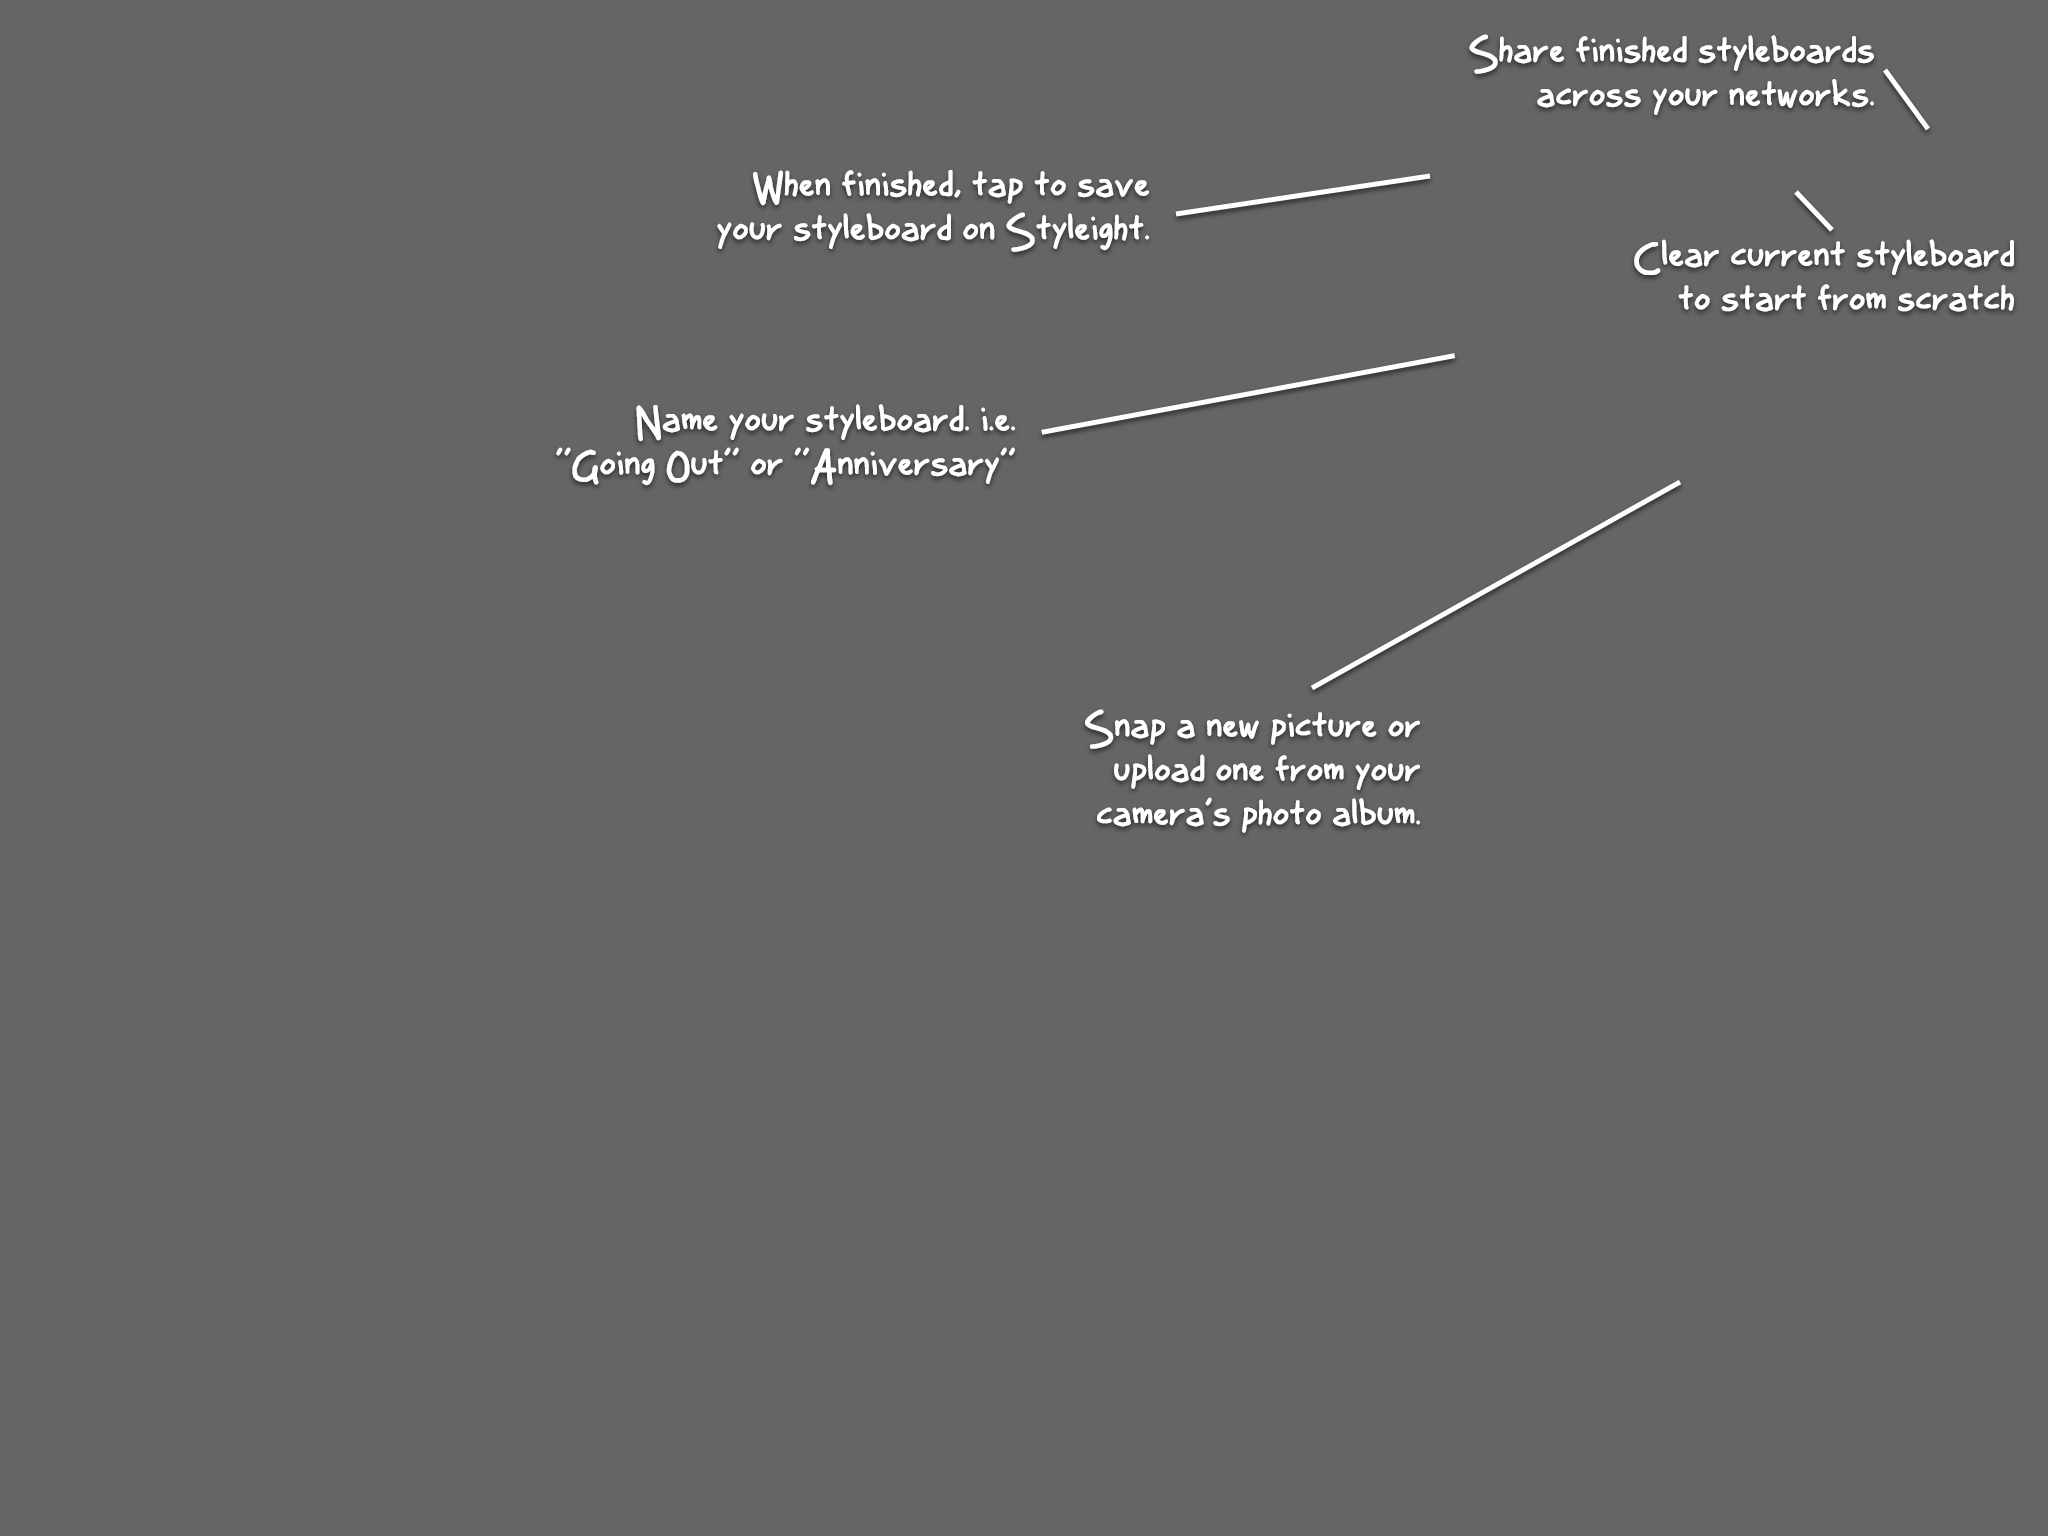 Share finished styleboards
across your networks.
When finished, tap to save
your styleboard on Styleight.
Clear current styleboard
to start from scratch
Name your styleboard. i.e.
"Going Out" or "Anniversary"
Snap a new picture or
upload one from your
camera's photo album.